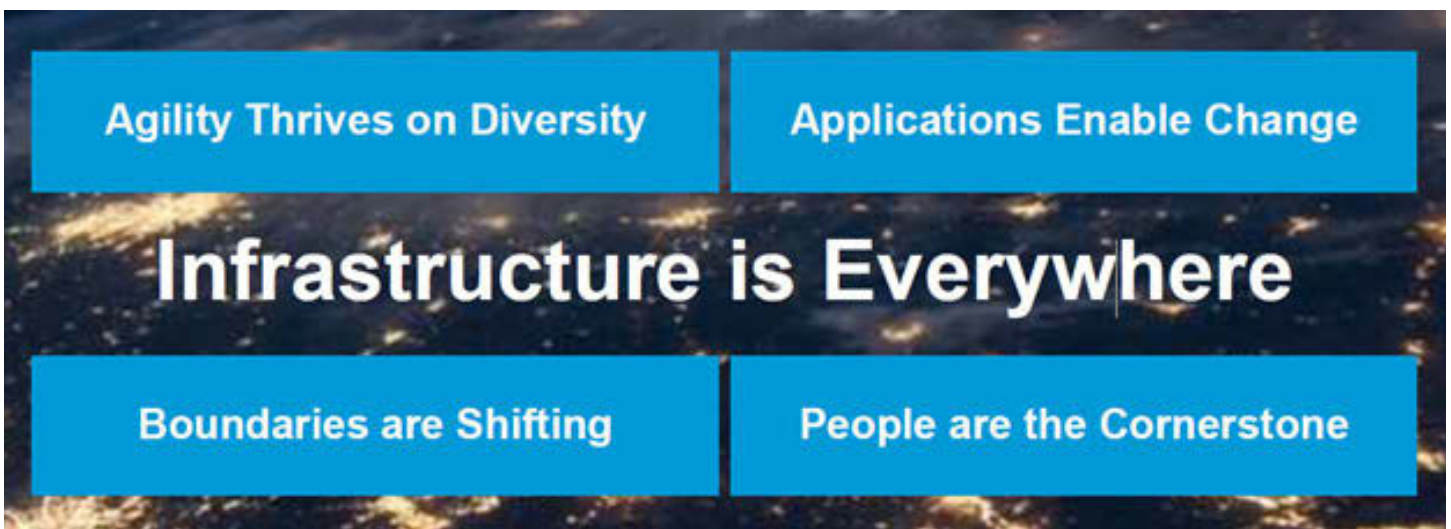 Agility Thrives on Diversity
Applications Enable Change
Infrastructure is Everywhere
Boundaries are Shifting
People are the Cornerstone